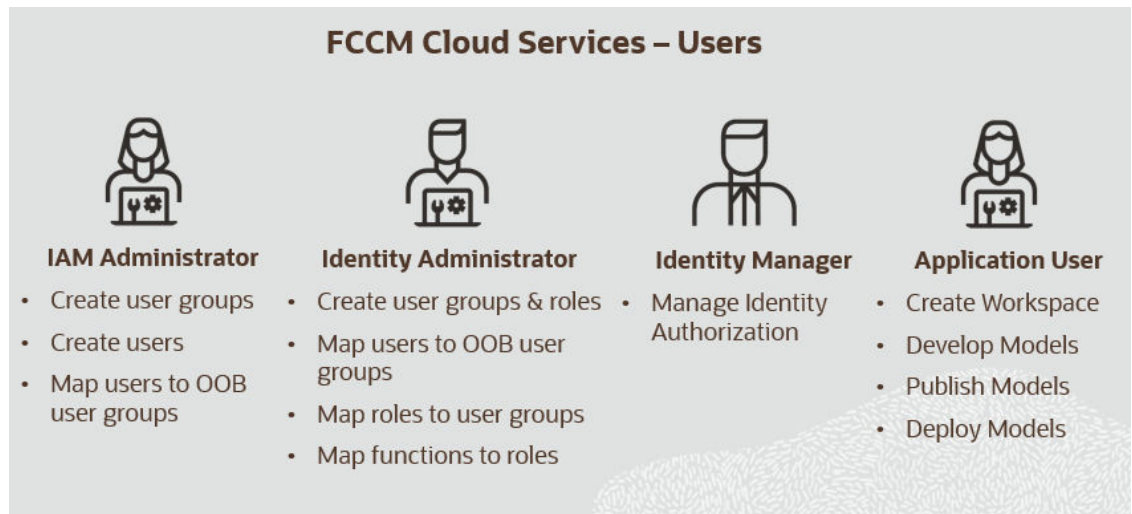 FCCM Cloud Services – Users
IAM Administrator
• Create user groups
• Create users
• Map users to OOB
user groups
Identity Administrator
• Create user groups & roles
• Map users to OOB user
groups
• Map roles to user groups
• Map functions to roles
Identity Manager
• Manage Identity
Authorization
Application User
• Create Workspace
• Develop Models
• Publish Models
• Deploy Models